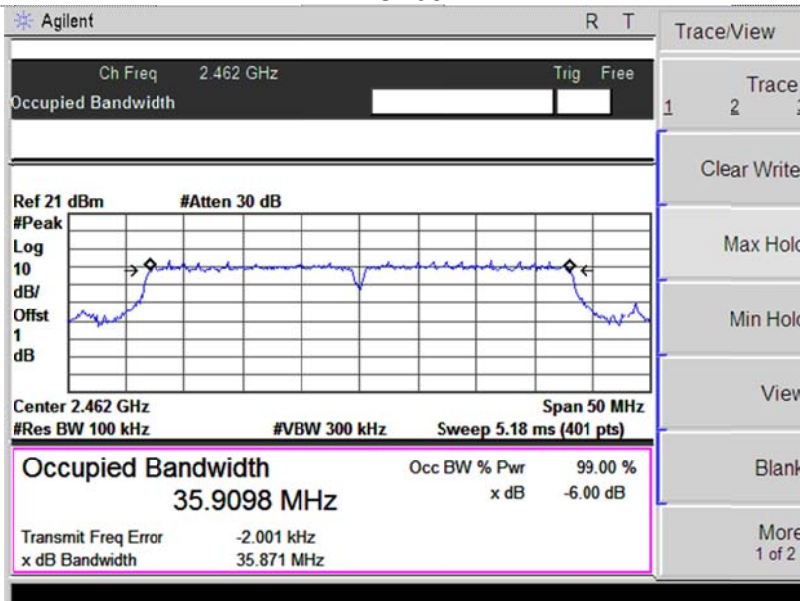 Agilent R T
Ch Freq 2.462 GHz Trig Free
Occupied Bandwidth
Ref 21 dBm #Atten 30 dB
#Peak
Log
10
dB/
Offst
1
dB
Center 2.462 GHz Span 50 MHz
#Res BW 100 kHz #VBW 300 kHz Sweep 5.18 ms (401 pts)
Occupied Bandwidth Occ BW % Pwr 99.00 %
35.9098 MHz x dB -6.00 dB
Transmit Freq Error -2.001 kHz
x dB Bandwidth 35.871 MHz
Trace/View
Trace
1 2
Clear Write
Max Hold
Min Hold
View
Blank
More
1 of 2